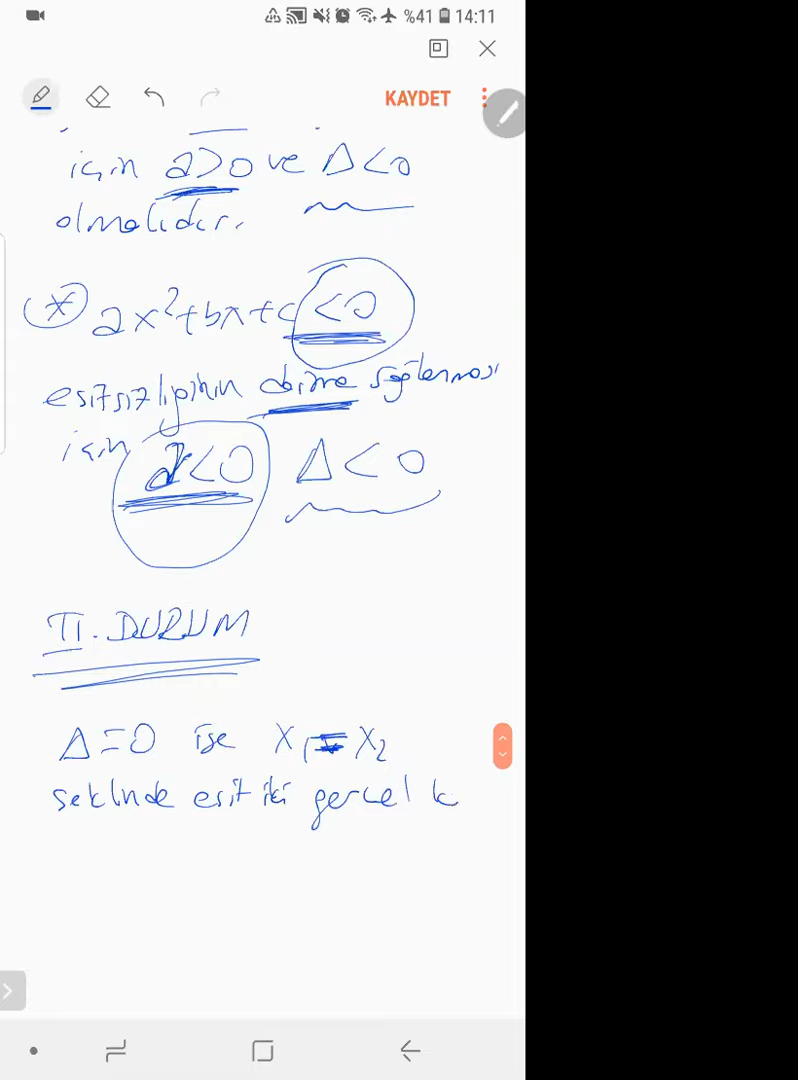 %41 14:11
KAYDET
için a>0 ve Δ<0
olmalıdır.
* ax²+bx+c <0
eşitsizliğinin daima sağlanması
için a<0 Δ<0
II. DURUM
Δ=0 ise x₁=x₂
şeklinde eşit iki gerçel k